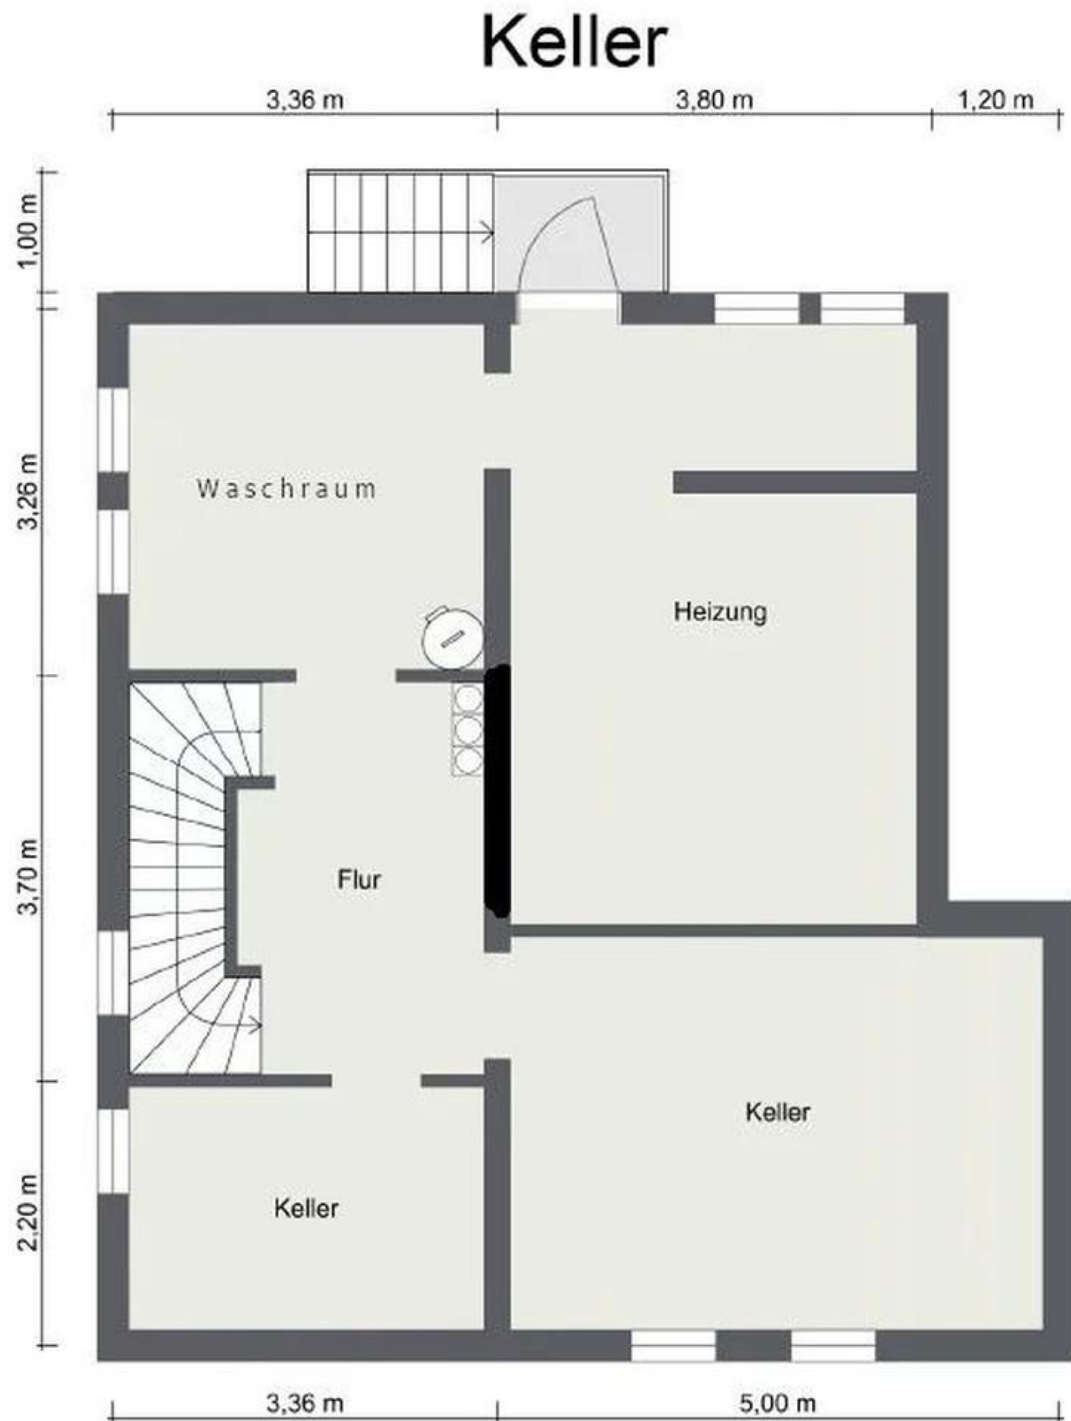 Keller
3,36 m
3,80 m
1,20 m
1,00 m
3,26 m
Waschraum
Heizung
3,70 m
Flur
Keller
2,20 m
Keller
3,36 m
5,00 m